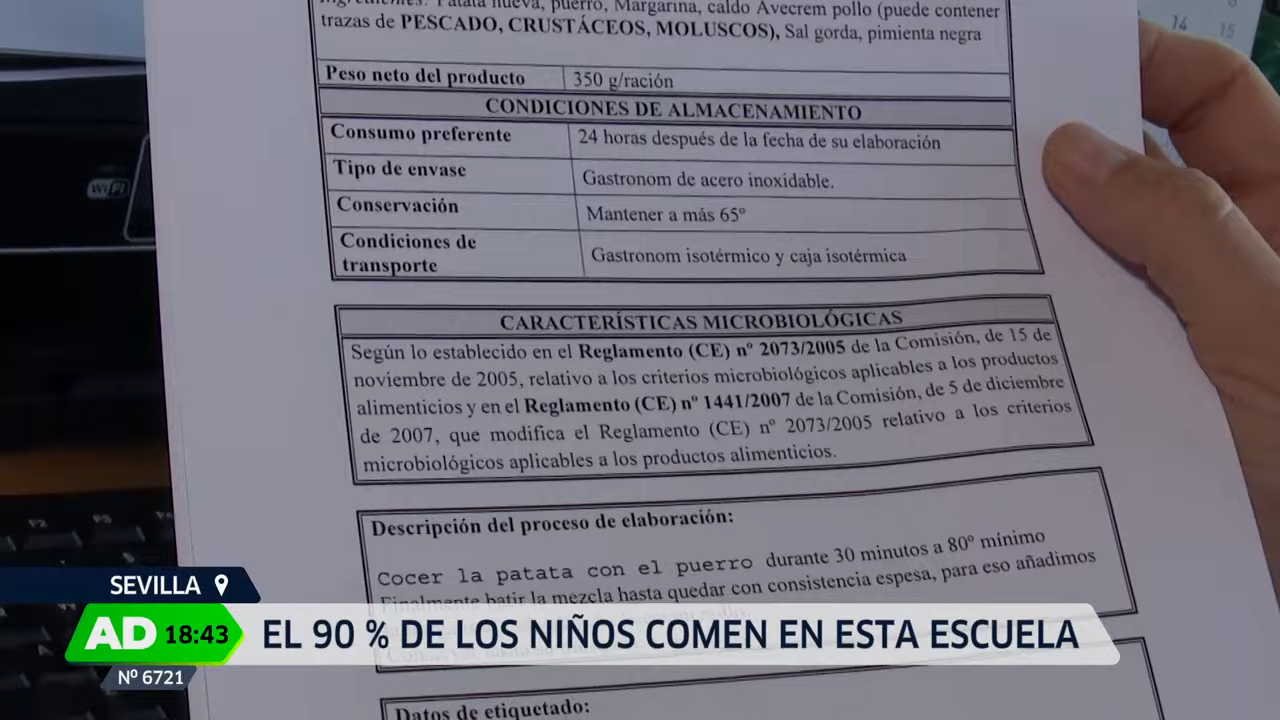 Ingredientes: Patata nueva, puerro, Margarina, caldo Avecrem pollo (puede contener
trazas de PESCADO, CRUSTÁCEOS, MOLUSCOS), Sal gorda, pimienta negra
Peso neto del producto 350 g/ración
CONDICIONES DE ALMACENAMIENTO
Consumo preferente 24 horas después de la fecha de su elaboración
Tipo de envase Gastronom de acero inoxidable.
Conservación Mantener a más 65º
Condiciones de
transporte Gastronom isotérmico y caja isotérmica
CARACTERÍSTICAS MICROBIOLÓGICAS
Según lo establecido en el Reglamento (CE) nº 2073/2005 de la Comisión, de 15 de
noviembre de 2005, relativo a los criterios microbiológicos aplicables a los productos
alimenticios y en el Reglamento (CE) nº 1441/2007 de la Comisión, de 5 de diciembre
de 2007, que modifica el Reglamento (CE) nº 2073/2005 relativo a los criterios
microbiológicos aplicables a los productos alimenticios.
Descripción del proceso de elaboración:
Cocer la patata con el puerro durante 30 minutos a 80º mínimo
Finalmente batir la mezcla hasta quedar con consistencia espesa, para eso añadimos
Datos de etiquetado:
WiFi
14 15
F2
SEVILLA
AD 18:43 EL 90 % DE LOS NIÑOS COMEN EN ESTA ESCUELA
Nº 6721